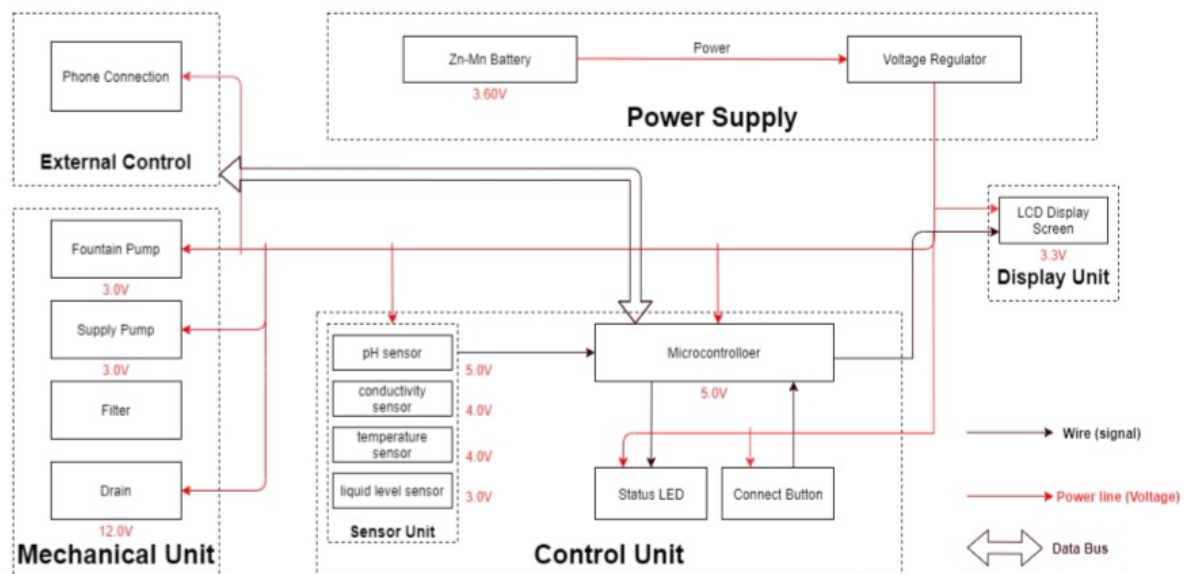 Phone Connection
External Control
Zn-Mn Battery
3.60V
Power
Voltage Regulator
Power Supply
Fountain Pump
3.0V
Supply Pump
3.0V
Filter
Drain
12.0V
Mechanical Unit
LCD Display
Screen
3.3V
Display Unit
pH sensor
5.0V
conductivity
sensor
4.0V
temperature
sensor
4.0V
liquid level sensor
3.0V
Sensor Unit
Microcontrolloer
5.0V
Status LED
Connect Button
Control Unit
Wire (signal)
Power line (Voltage)
Data Bus